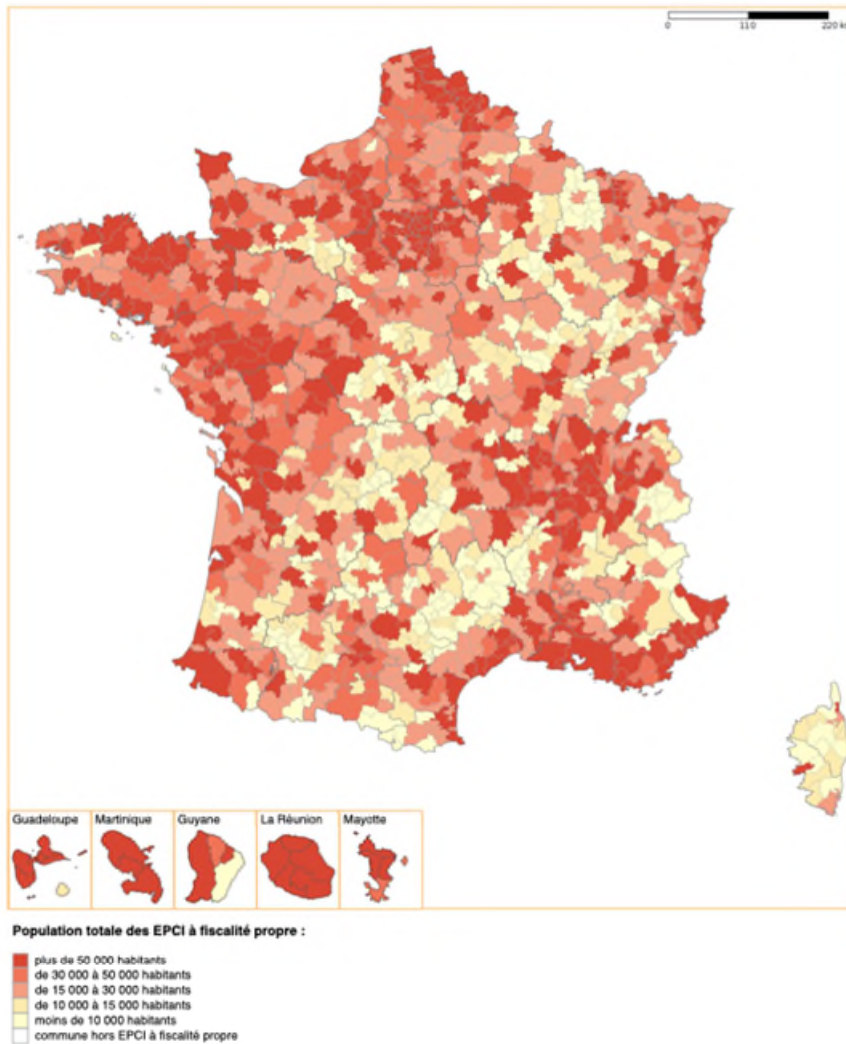 0 110 220 k
Guadeloupe Martinique Guyane La Réunion Mayotte
Population totale des EPCI à fiscalité propre :
plus de 50 000 habitants
de 30 000 à 50 000 habitants
de 15 000 à 30 000 habitants
de 10 000 à 15 000 habitants
moins de 10 000 habitants
commune hors EPCI à fiscalité propre